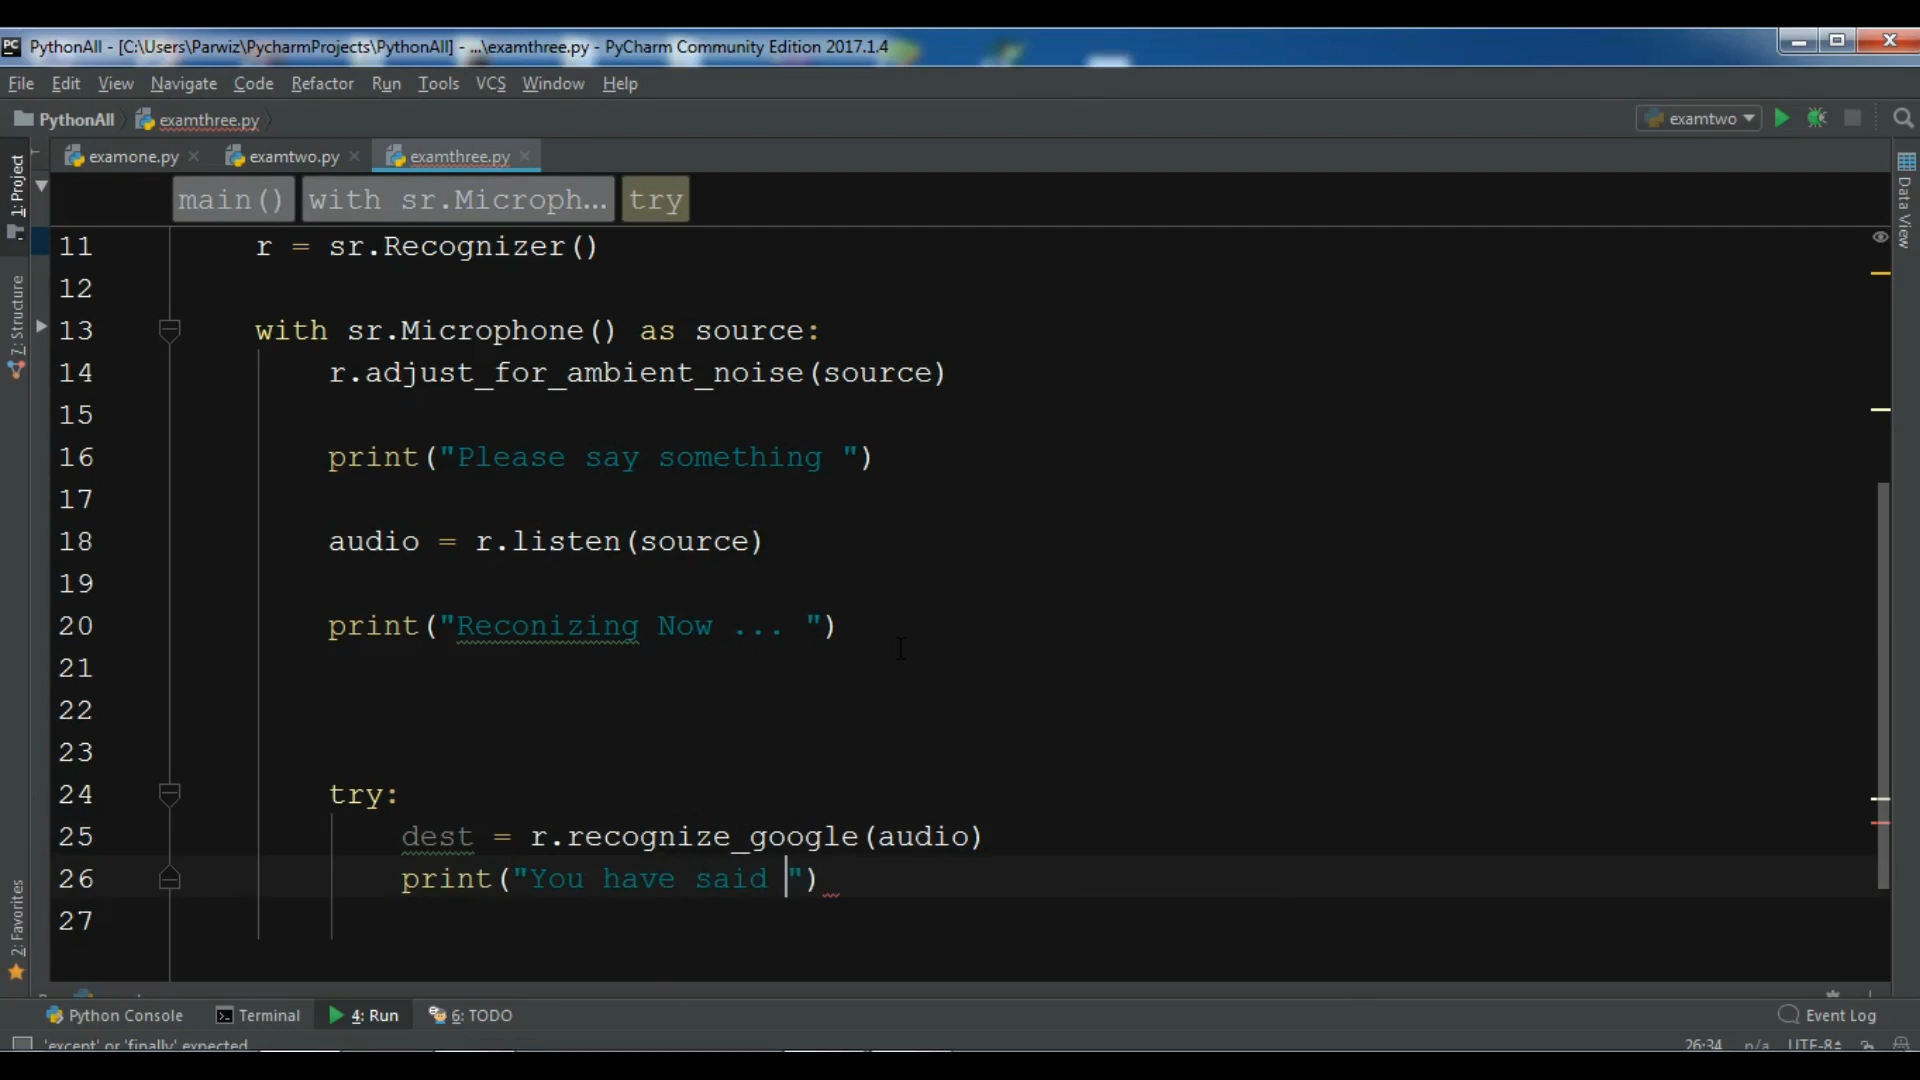 PythonAll - [C:\Users\Parwiz\PycharmProjects\PythonAll] - ...\examthree.py - PyCharm Community Edition 2017.1.4
File Edit View Navigate Code Refactor Run Tools VCS Window Help
PythonAll examthree.py examtwo
examone.py examtwo.py examthree.py
main() with sr.Microph... try
11 r = sr.Recognizer()
12
13 with sr.Microphone() as source:
14 r.adjust_for_ambient_noise(source)
15
16 print("Please say something ")
17
18 audio = r.listen(source)
19
20 print("Reconizing Now ... ")
21
22
23
24 try:
25 dest = r.recognize_google(audio)
26 print("You have said ")
27
1: Project
7: Structure
2: Favorites
Data View
Python Console Terminal 4: Run 6: TODO Event Log
'except' or 'finally' expected 26:34 n/a UTF-8